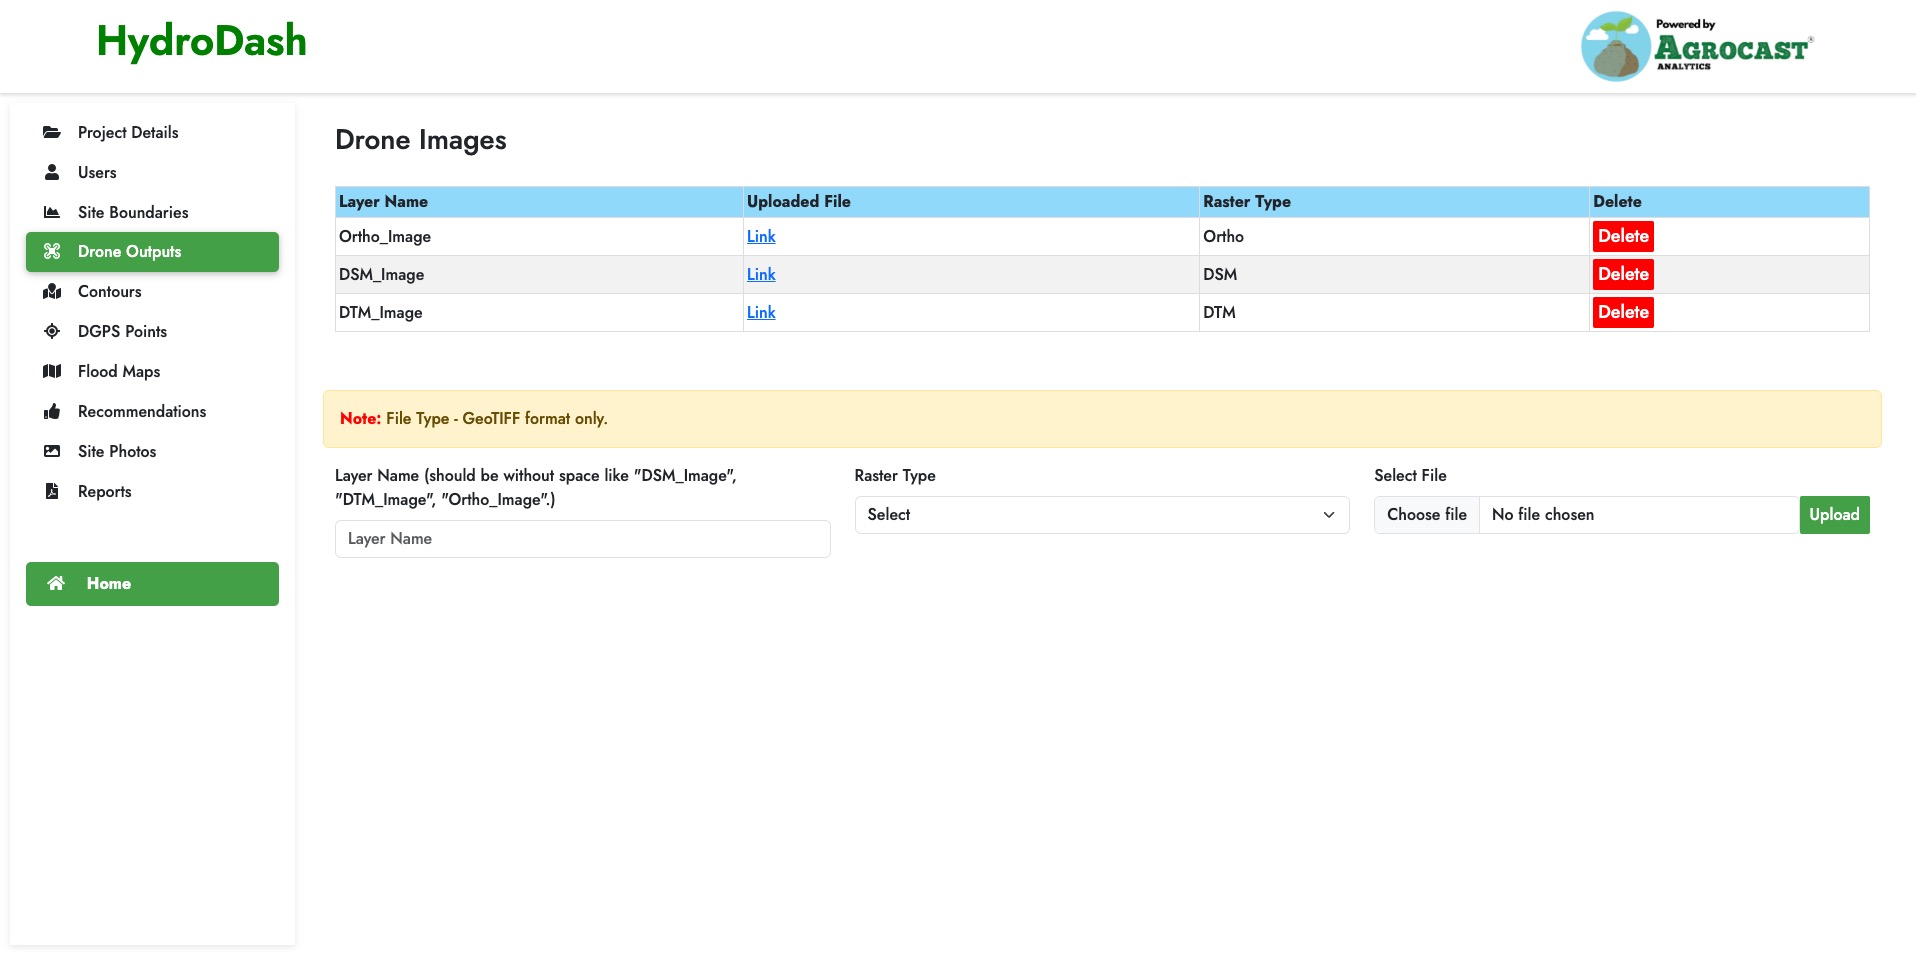 HydroDash
Powered by
AGROCAST®
ANALYTICS
Project Details
Users
Site Boundaries
Drone Outputs
Contours
DGPS Points
Flood Maps
Recommendations
Site Photos
Reports
Home
Drone Images
Layer Name Uploaded File Raster Type Delete
Ortho_Image Link Ortho Delete
DSM_Image Link DSM Delete
DTM_Image Link DTM Delete
Note: File Type - GeoTIFF format only.
Layer Name (should be without space like "DSM_Image",
"DTM_Image", "Ortho_Image".)
Layer Name
Raster Type
Select
Select File
Choose file No file chosen Upload